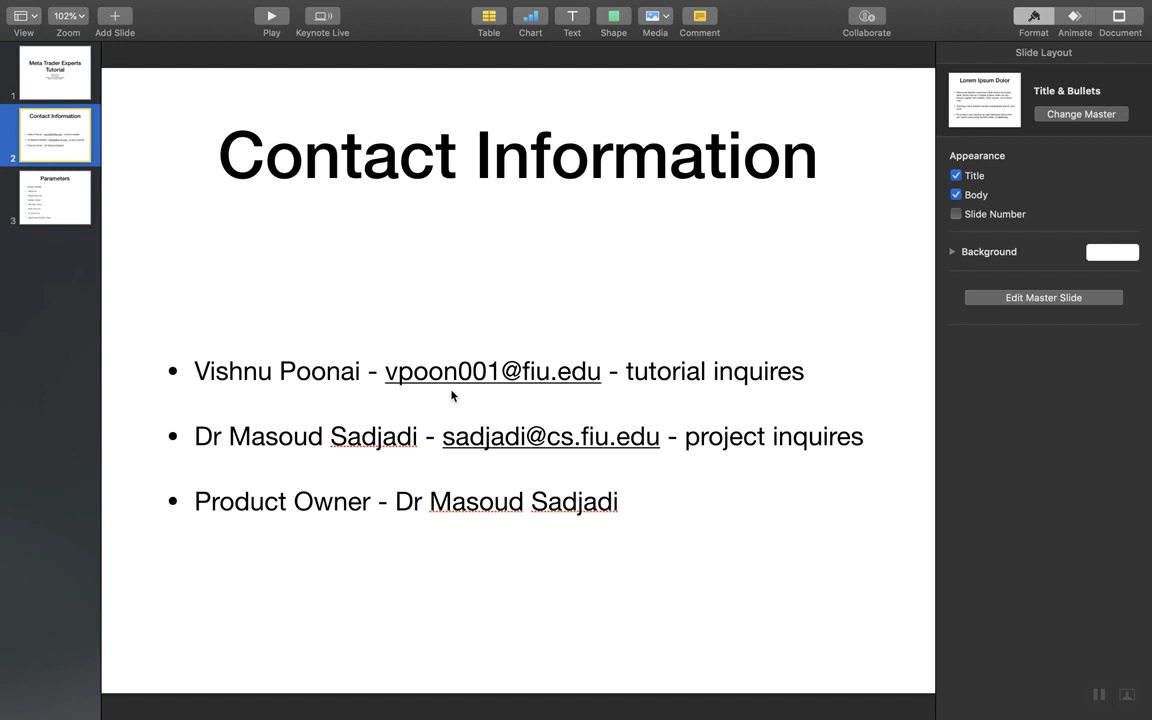 View
102%
Zoom
Add Slide
Play
Keynote Live
Table
Chart
Text
Shape
Media
Comment
Collaborate
Format
Animate
Document
Meta Trader Experts
Tutorial
1
Contact Information
2
Parameters
3
Contact Information
• Vishnu Poonai - vpoon001@fiu.edu - tutorial inquires
• Dr Masoud Sadjadi - sadjadi@cs.fiu.edu - project inquires
• Product Owner - Dr Masoud Sadjadi
Slide Layout
Lorem Ipsum Dolor
Title & Bullets
Change Master
Appearance
Title
Body
Slide Number
Background
Edit Master Slide